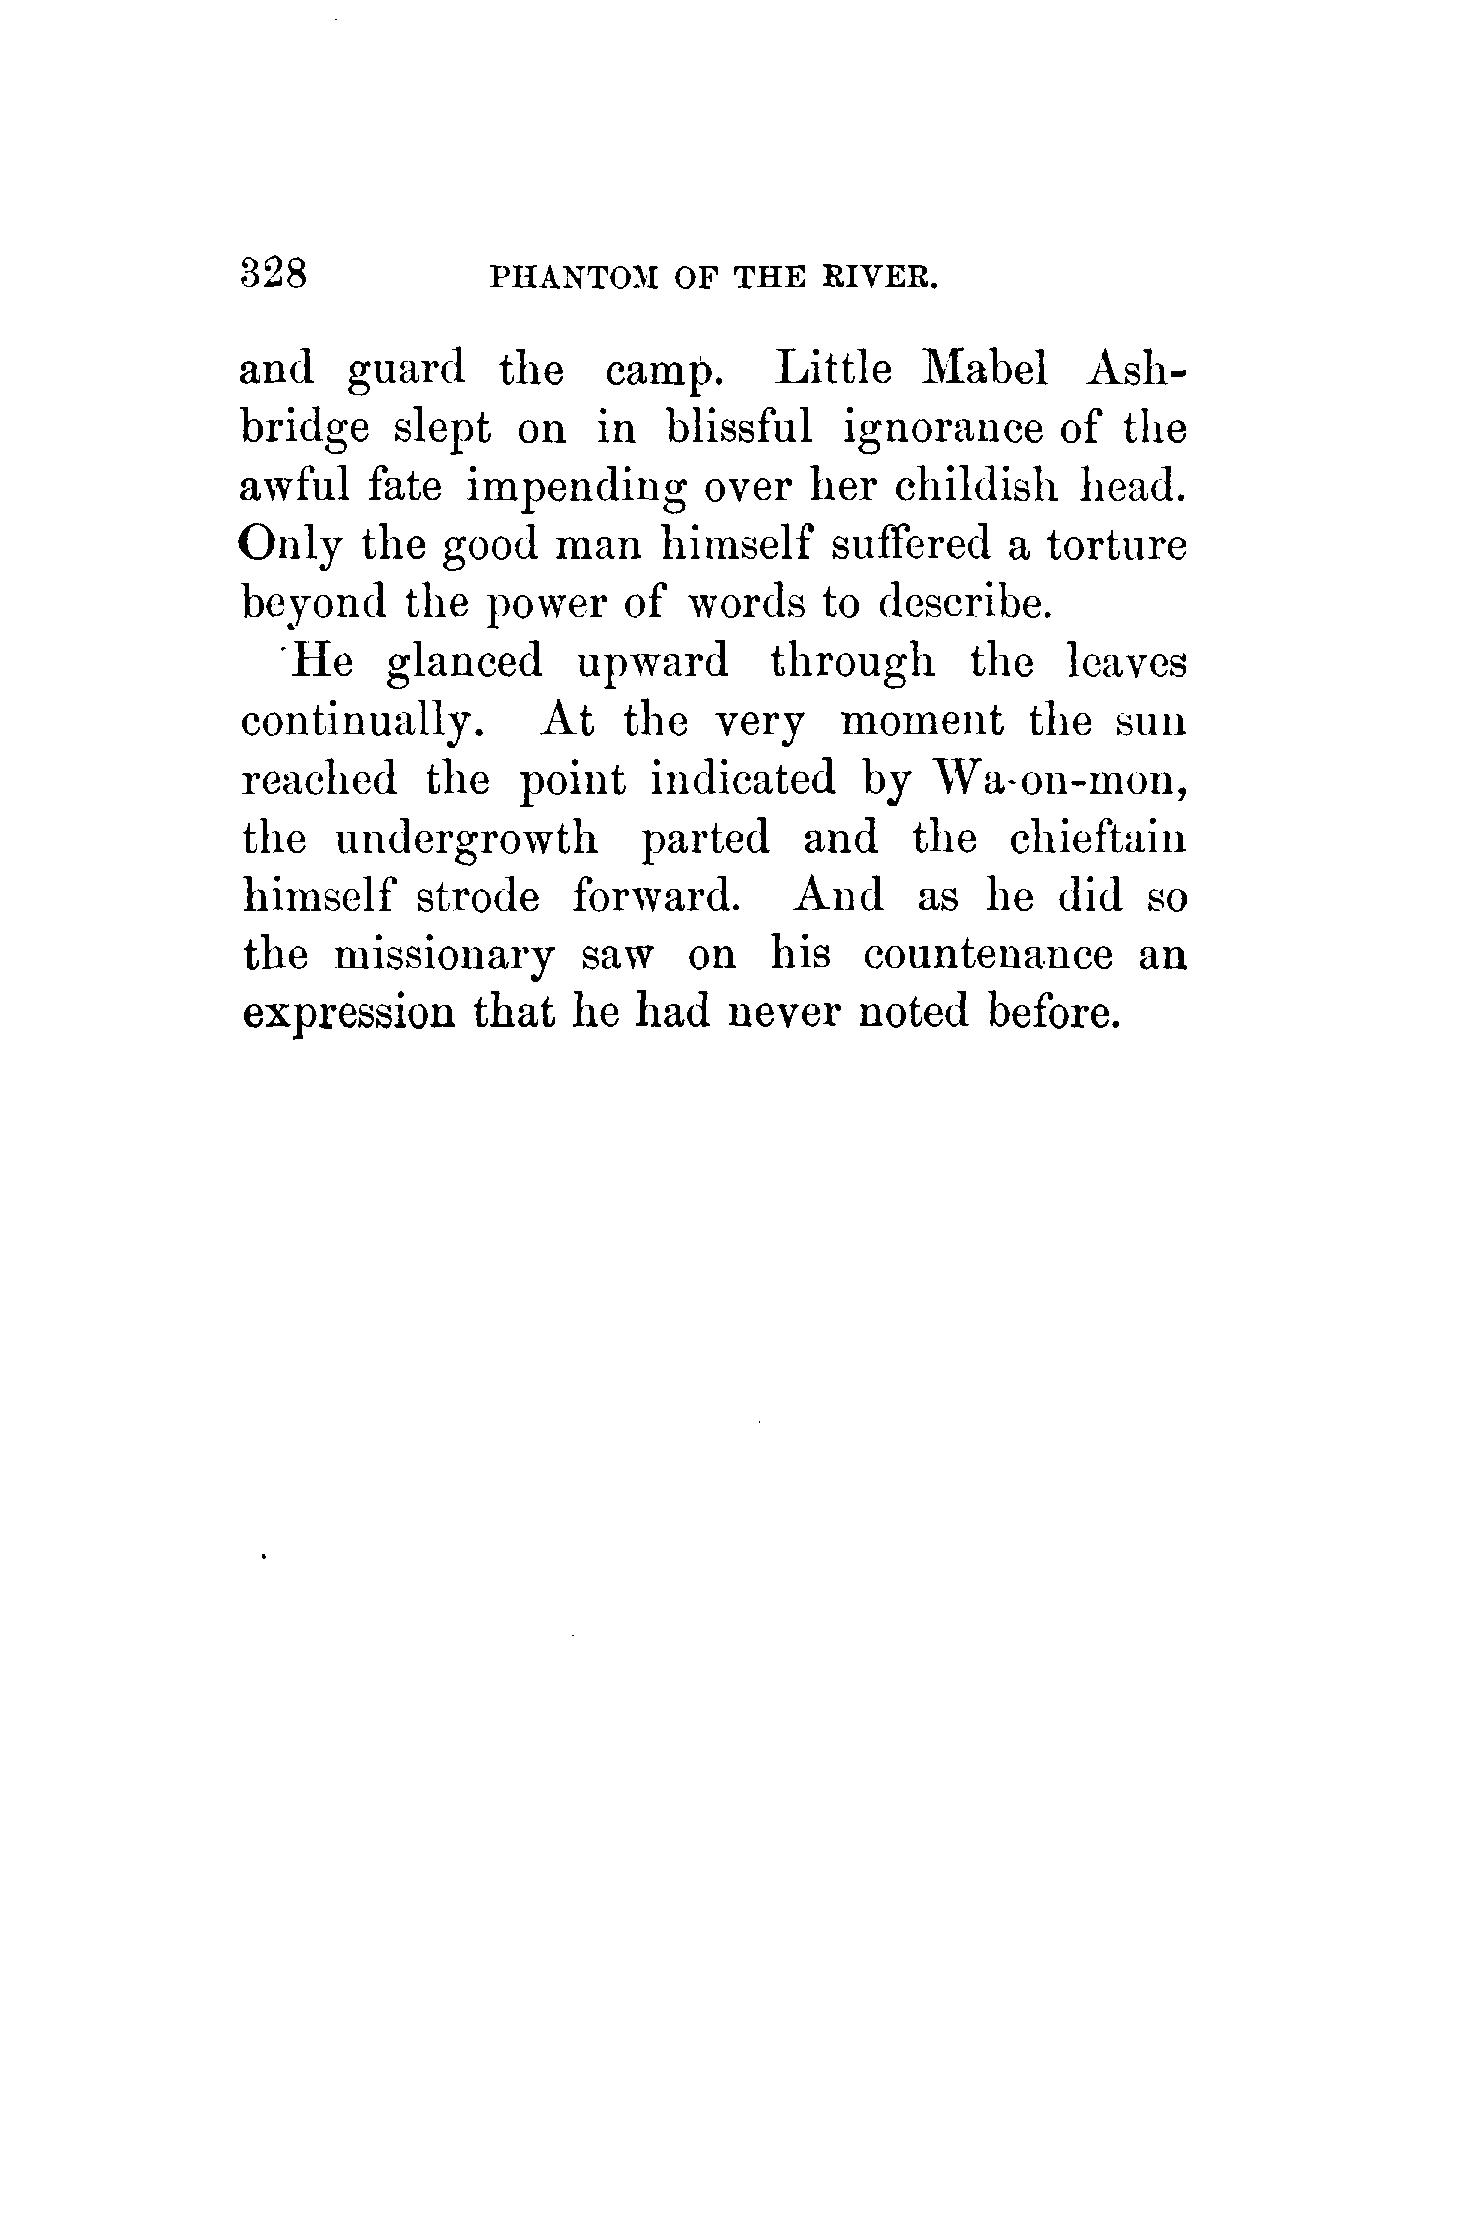 328 PHANTOM OF THE RIVER.
and guard the camp. Little Mabel Ash-
bridge slept on in blissful ignorance of the
awful fate impending over her childish head.
Only the good man himself suffered a torture
beyond the power of words to describe.
He glanced upward through the leaves
continually. At the very moment the sun
reached the point indicated by Wa-on-mon,
the undergrowth parted and the chieftain
himself strode forward. And as he did so
the missionary saw on his countenance an
expression that he had never noted before.